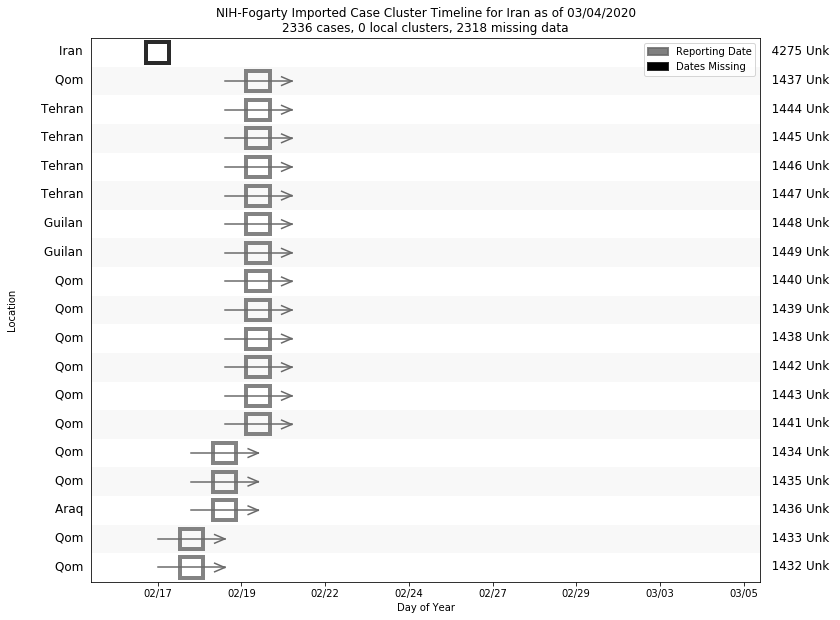 NIH-Fogarty Imported Case Cluster Timeline for Iran as of 03/04/2020
2336 cases, 0 local clusters, 2318 missing data
Reporting Date
Dates Missing
Iran 4275 Unk
Qom 1437 Unk
Tehran 1444 Unk
Tehran 1445 Unk
Tehran 1446 Unk
Tehran 1447 Unk
Guilan 1448 Unk
Guilan 1449 Unk
Qom 1440 Unk
Qom 1439 Unk
Qom 1438 Unk
Qom 1442 Unk
Qom 1443 Unk
Qom 1441 Unk
Qom 1434 Unk
Qom 1435 Unk
Araq 1436 Unk
Qom 1433 Unk
Qom 1432 Unk
Location
02/17 02/19 02/22 02/24 02/27 02/29 03/03 03/05
Day of Year